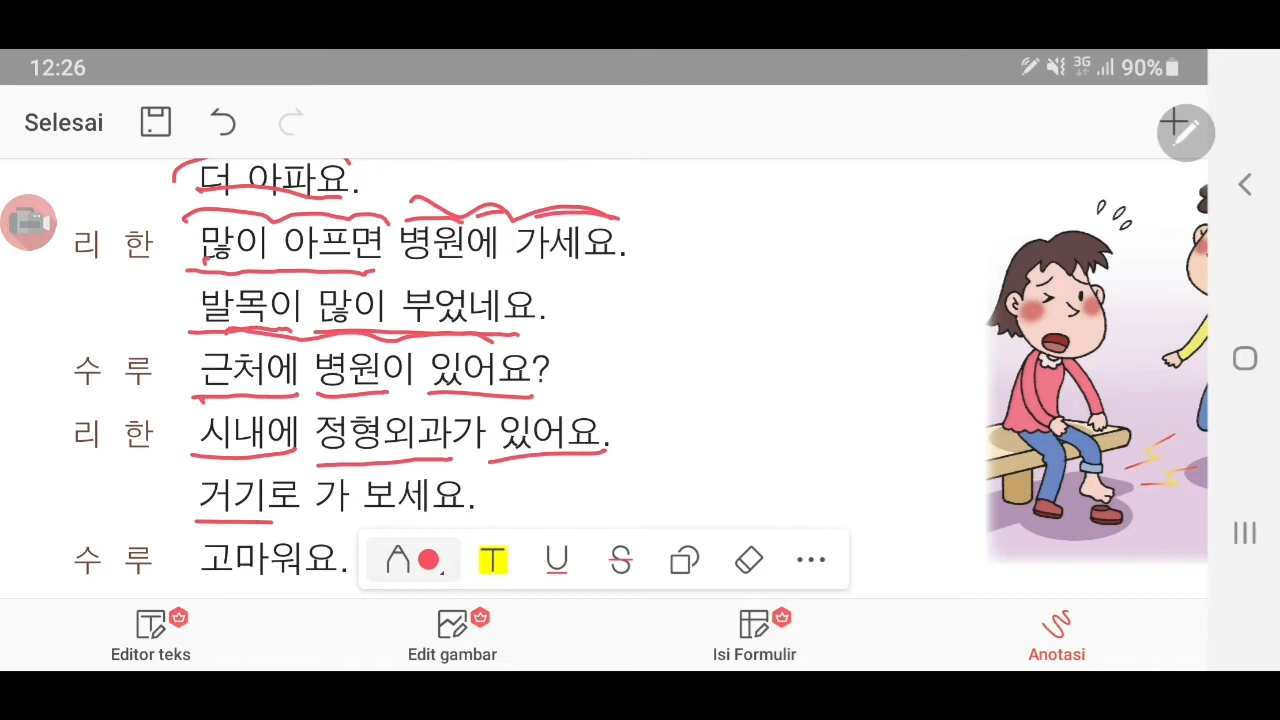 12:26
3G 90%
Selesai
더 아파요.
리 한 많이 아프면 병원에 가세요.
발목이 많이 부었네요.
수 루 근처에 병원이 있어요?
리 한 시내에 정형외과가 있어요.
거기로 가 보세요.
수 루 고마워요.
T U S
Editor teks Edit gambar Isi Formulir Anotasi